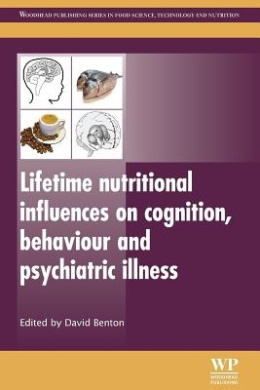 WOODHEAD PUBLISHING SERIES IN FOOD SCIENCE, TECHNOLOGY AND NUTRITION
Lifetime nutritional
influences on cognition,
behaviour and
psychiatric illness
Edited by David Benton
WP
WOODHEAD
PUBLISHING